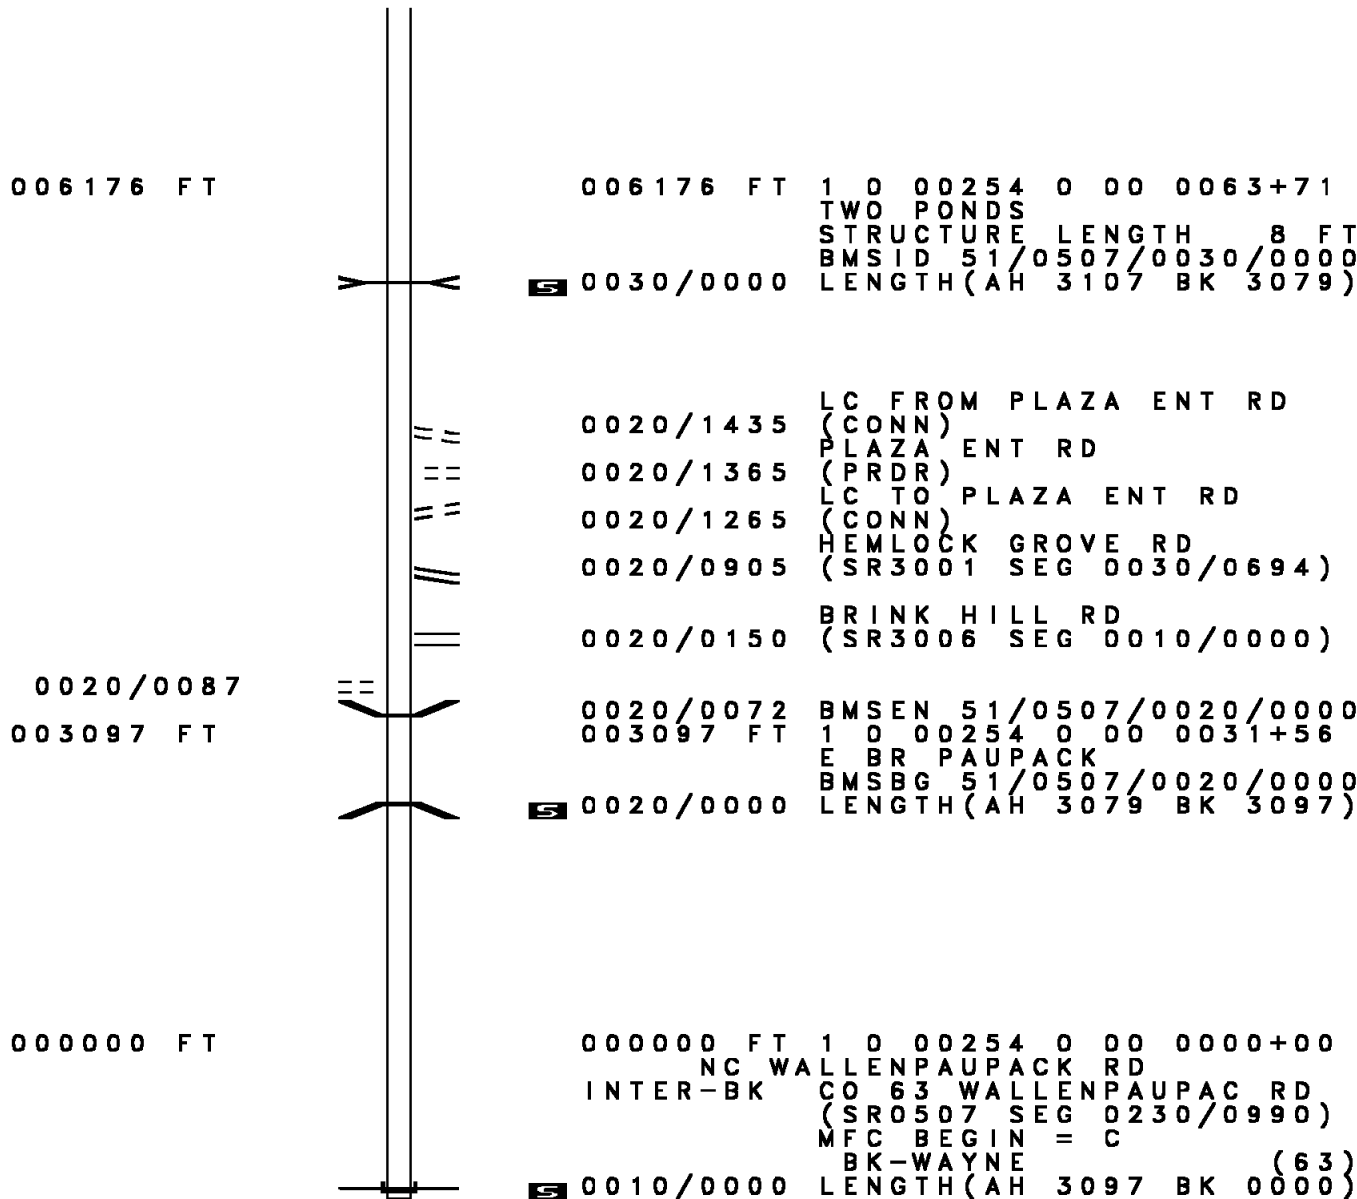 006176 FT 006176 FT 1 0 00254 0 00 0063+71
TWO PONDS
STRUCTURE LENGTH 8 FT
BMSID 51/0507/0030/0000
S 0030/0000 LENGTH(AH 3107 BK 3079)
LC FROM PLAZA ENT RD
0020/1435 (CONN)
PLAZA ENT RD
0020/1365 (PRDR)
LC TO PLAZA ENT RD
0020/1265 (CONN)
HEMLOCK GROVE RD
0020/0905 (SR3001 SEG 0030/0694)
BRINK HILL RD
0020/0150 (SR3006 SEG 0010/0000)
0020/0087
0020/0072 BMSEN 51/0507/0020/0000
003097 FT 003097 FT 1 0 00254 0 00 0031+56
E BR PAUPACK
BMSBG 51/0507/0020/0000
S 0020/0000 LENGTH(AH 3079 BK 3097)
000000 FT 000000 FT 1 0 00254 0 00 0000+00
NC WALLENPAUPACK RD
INTER-BK CO 63 WALLENPAUPAC RD
(SR0507 SEG 0230/0990)
MFC BEGIN = C
BK-WAYNE (63)
S 0010/0000 LENGTH(AH 3097 BK 0000)